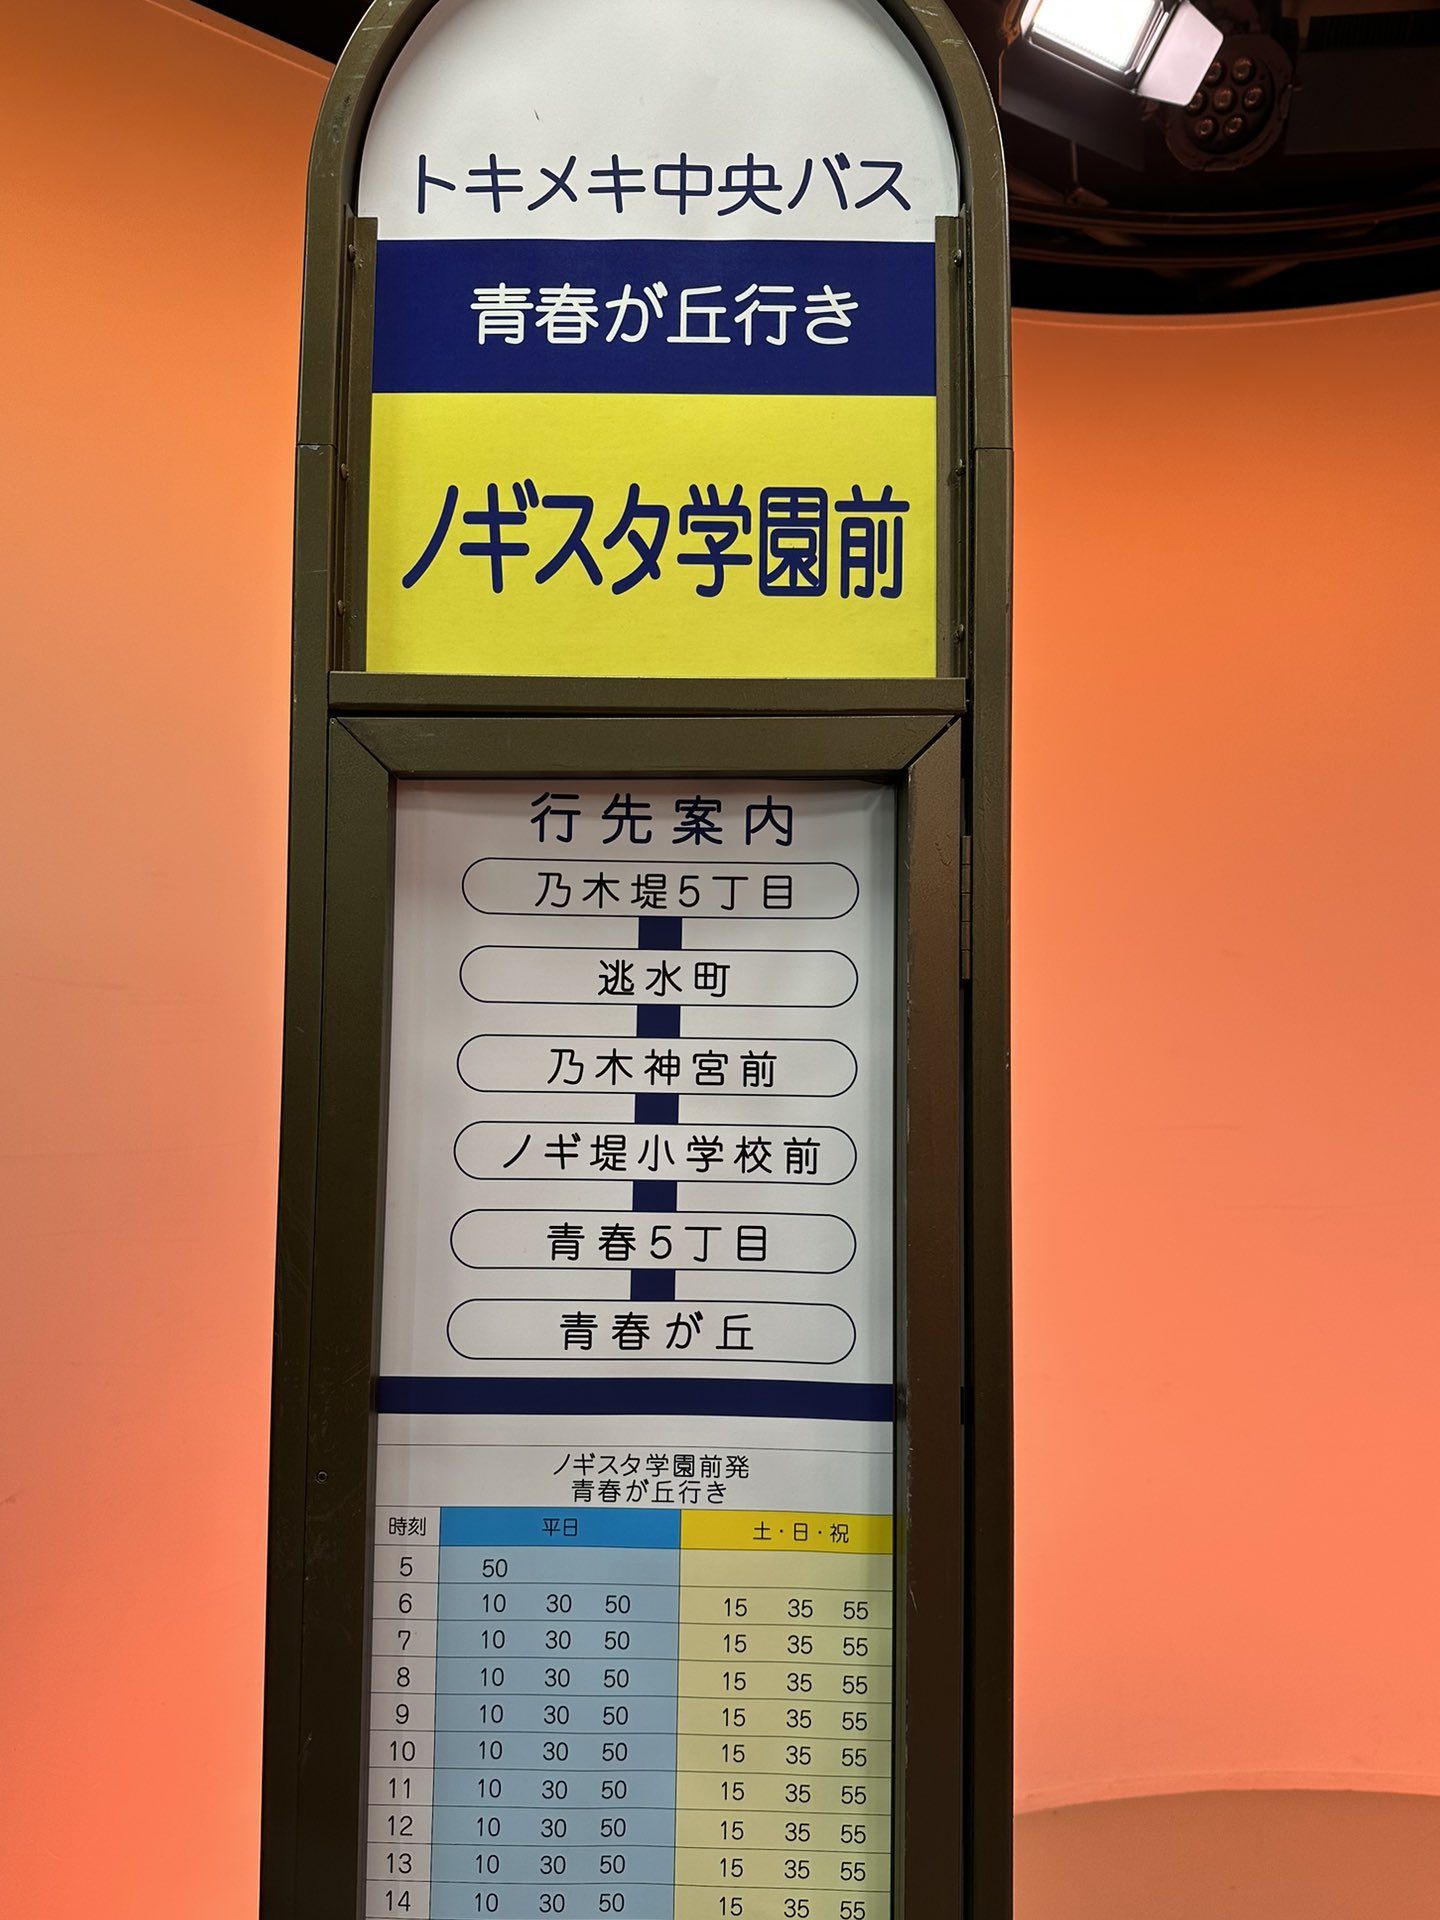 トキメキ中央バス
青春が丘行き
ノギスタ学園前
行先案内
乃木堤5丁目
逃水町
乃木神宮前
ノギ堤小学校前
青春5丁目
青春が丘
ノギスタ学園前発
青春が丘行き
時刻 平日 土・日・祝
5 50
6 10 30 50 15 35 55
7 10 30 50 15 35 55
8 10 30 50 15 35 55
9 10 30 50 15 35 55
10 10 30 50 15 35 55
11 10 30 50 15 35 55
12 10 30 50 15 35 55
13 10 30 50 15 35 55
14 10 30 50 15 35 55